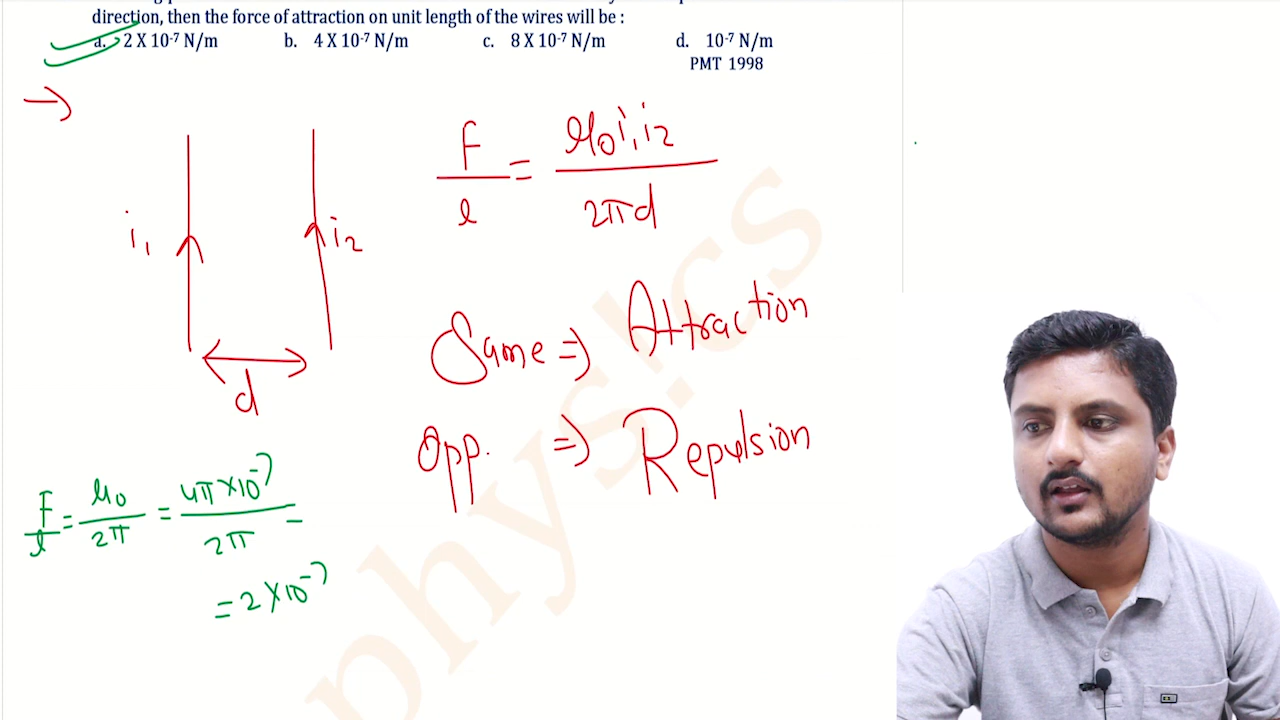 direction, then the force of attraction on unit length of the wires will be :
a. 2 X 10⁻⁷ N/m b. 4 X 10⁻⁷ N/m c. 8 X 10⁻⁷ N/m d. 10⁻⁷ N/m
PMT 1998
F/l = μ₀i₁i₂/2πd
i₁ i₂
d
Same ⇒ Attraction
Opp. ⇒ Repulsion
F/l = μ₀/2π = 4π×10⁻⁷/2π =
= 2×10⁻⁷
phys!cs